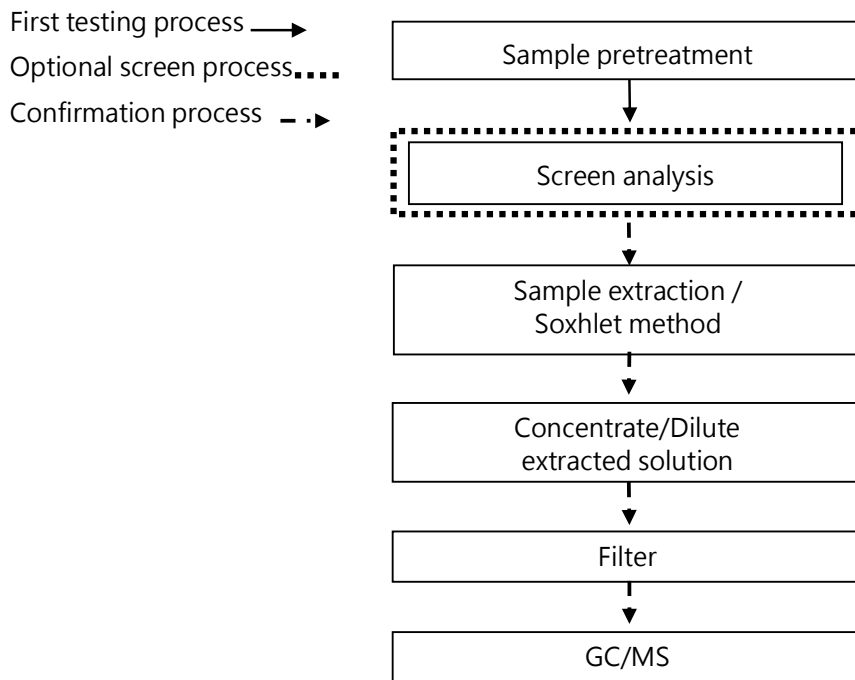 First testing process
Optional screen process
Confirmation process
Sample pretreatment
Screen analysis
Sample extraction /
Soxhlet method
Concentrate/Dilute
extracted solution
Filter
GC/MS